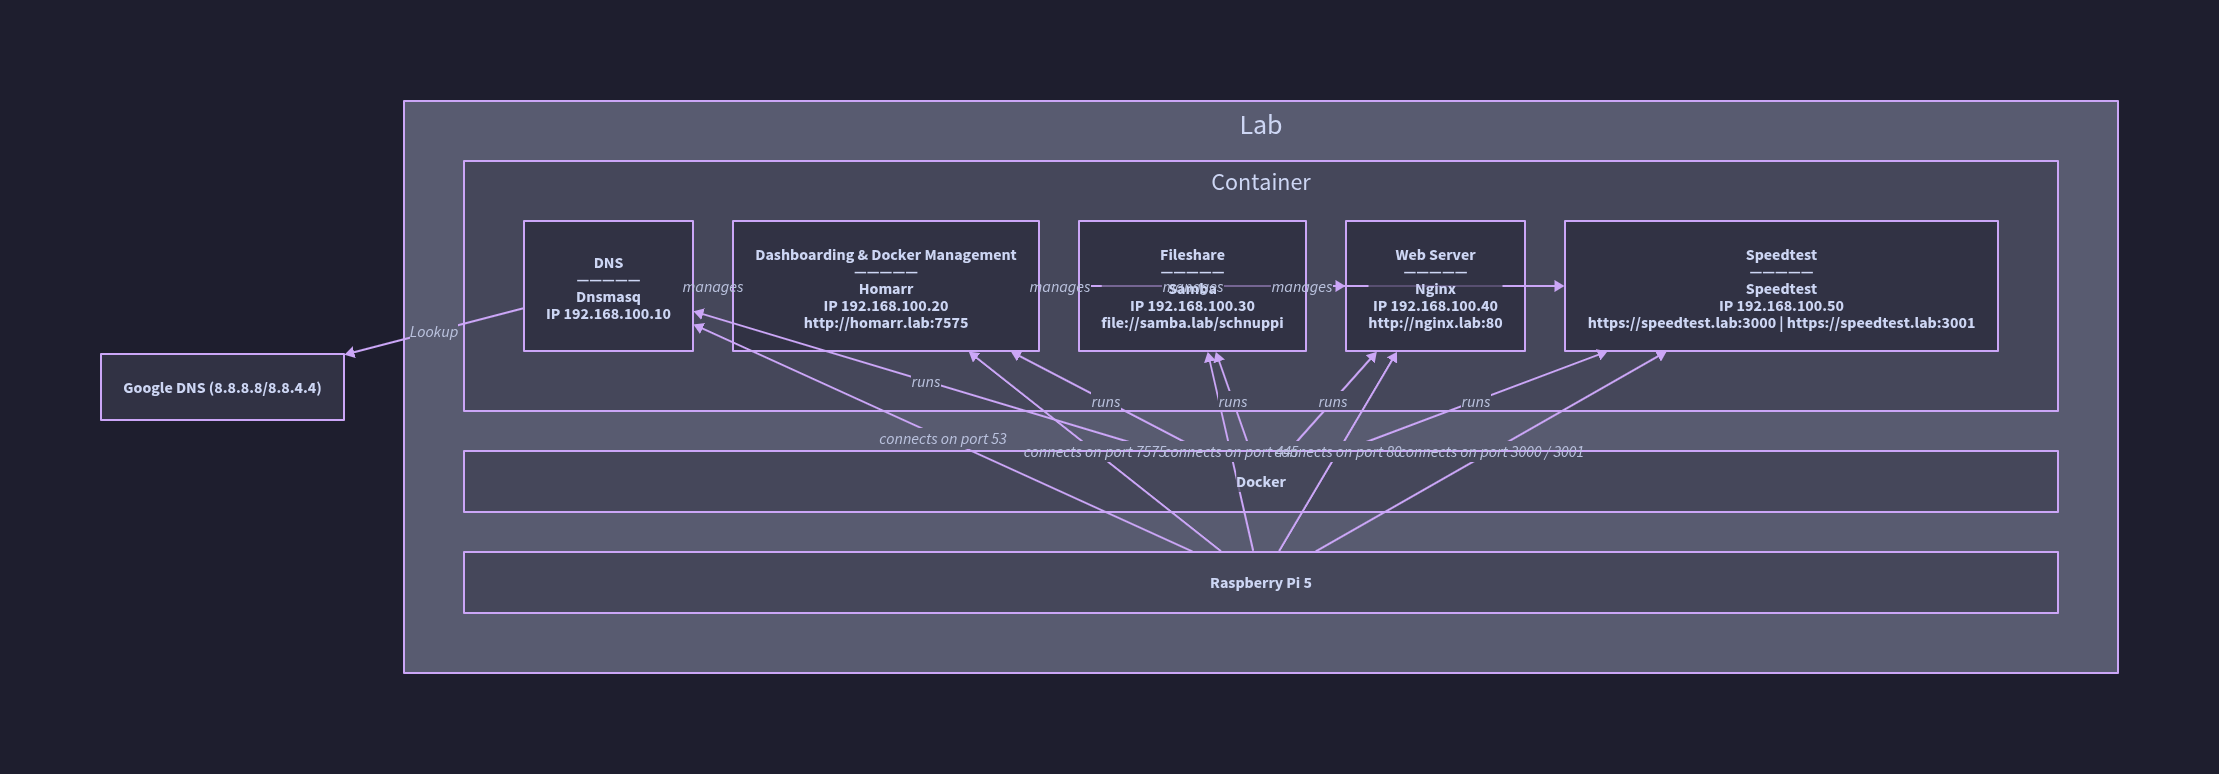 Lab
Container
DNS
—————
Dnsmasq
IP 192.168.100.10
manages
Dashboarding & Docker Management
—————
Homarr
IP 192.168.100.20
http://homarr.lab:7575
manages
Fileshare
—————
Samba
manages
IP 192.168.100.30
file://samba.lab/schnuppi
manages
Web Server
—————
Nginx
IP 192.168.100.40
http://nginx.lab:80
Speedtest
—————
Speedtest
IP 192.168.100.50
https://speedtest.lab:3000 | https://speedtest.lab:3001
Lookup
Google DNS (8.8.8.8/8.8.4.4)
runs
runs
runs
runs
runs
connects on port 53
connects on port 7575
connects on port 445
connects on port 80
connects on port 3000 / 3001
Docker
Raspberry Pi 5